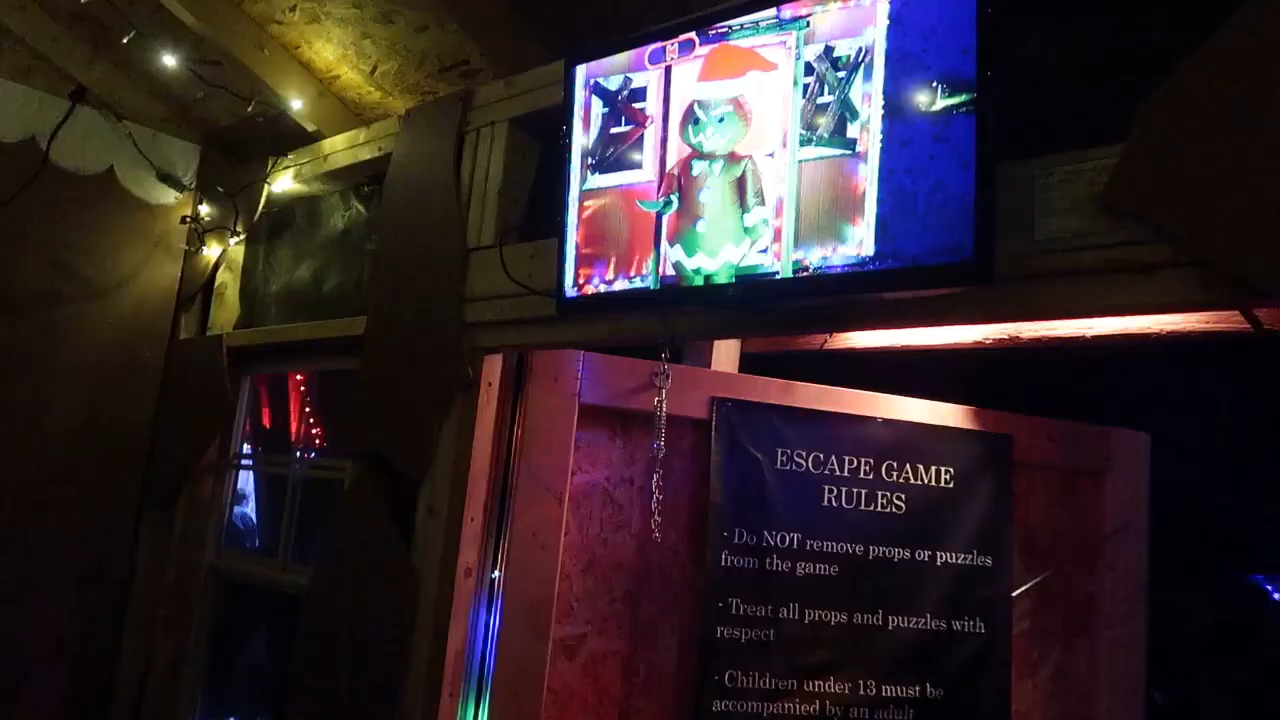 ESCAPE GAME
RULES
· Do NOT remove props or puzzles
from the game
· Treat all props and puzzles with
respect
· Children under 13 must be
accompanied by an adult